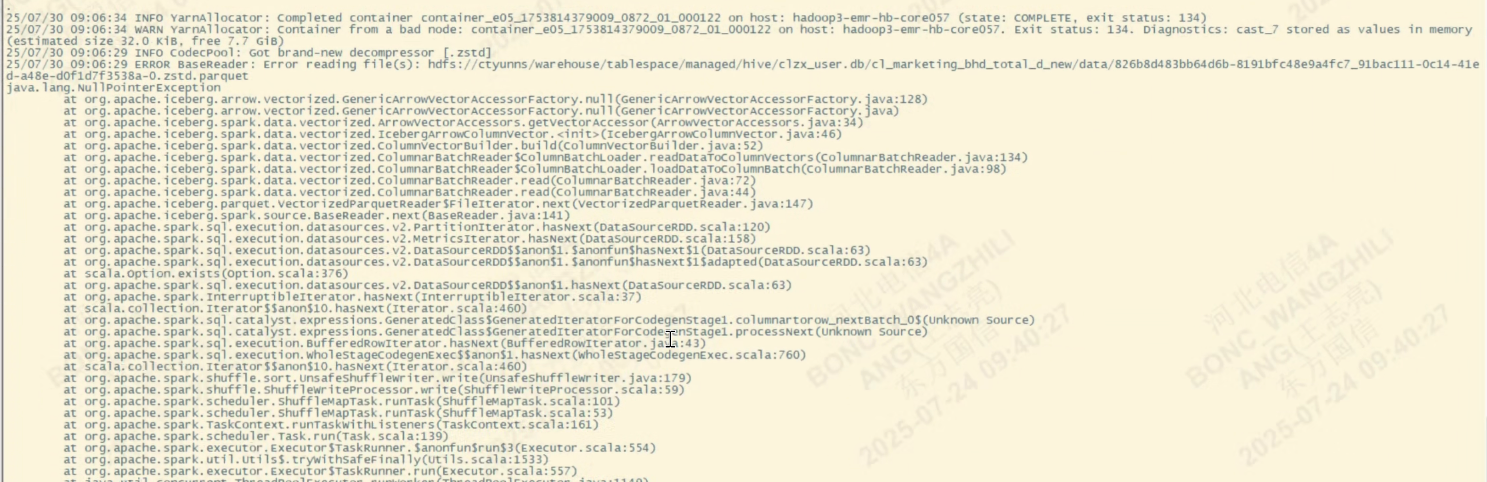 25/07/30 09:06:34 INFO YarnAllocator: Completed container container_e05_1753814379009_0872_01_000122 on host: hadoop3-emr-hb-core057 (state: COMPLETE, exit status: 134)
25/07/30 09:06:34 WARN YarnAllocator: Container from a bad node: container_e05_1753814379009_0872_01_000122 on host: hadoop3-emr-hb-core057. Exit status: 134. Diagnostics: cast_7 stored as values in memory
(estimated size 32.0 KiB, free 7.7 GiB)
25/07/30 09:06:29 INFO CodecPool: Got brand-new decompressor [.zstd]
25/07/30 09:06:29 ERROR BaseReader: Error reading file(s): hdfs://ctyunns/warehouse/tablespace/managed/hive/clzx_user.db/cl_marketing_bhd_total_d_new/data/826b8d483bb64d6b-8191bfc48e9a4fc7_91bac111-0c14-41e
d-a48e-d0f1d7f3538a-0.zstd.parquet
java.lang.NullPointerException
at org.apache.iceberg.arrow.vectorized.GenericArrowVectorAccessorFactory.null(GenericArrowVectorAccessorFactory.java:128)
at org.apache.iceberg.arrow.vectorized.GenericArrowVectorAccessorFactory.null(GenericArrowVectorAccessorFactory.java)
at org.apache.iceberg.spark.data.vectorized.ArrowVectorAccessors.getVectorAccessor(ArrowVectorAccessors.java:34)
at org.apache.iceberg.spark.data.vectorized.IcebergArrowColumnVector.<init>(IcebergArrowColumnVector.java:46)
at org.apache.iceberg.spark.data.vectorized.ColumnVectorBuilder.build(ColumnVectorBuilder.java:52)
at org.apache.iceberg.spark.data.vectorized.ColumnarBatchReader$ColumnBatchLoader.readDataToColumnVectors(ColumnarBatchReader.java:134)
at org.apache.iceberg.spark.data.vectorized.ColumnarBatchReader$ColumnBatchLoader.loadDataToColumnBatch(ColumnarBatchReader.java:98)
at org.apache.iceberg.spark.data.vectorized.ColumnarBatchReader.read(ColumnarBatchReader.java:72)
at org.apache.iceberg.spark.data.vectorized.ColumnarBatchReader.read(ColumnarBatchReader.java:44)
at org.apache.iceberg.parquet.VectorizedParquetReader$FileIterator.next(VectorizedParquetReader.java:147)
at org.apache.iceberg.spark.source.BaseReader.next(BaseReader.java:141)
at org.apache.spark.sql.execution.datasources.v2.PartitionIterator.hasNext(DataSourceRDD.scala:120)
at org.apache.spark.sql.execution.datasources.v2.MetricsIterator.hasNext(DataSourceRDD.scala:158)
at org.apache.spark.sql.execution.datasources.v2.DataSourceRDD$$anon$1.$anonfun$hasNext$1(DataSourceRDD.scala:63)
at org.apache.spark.sql.execution.datasources.v2.DataSourceRDD$$anon$1.$anonfun$hasNext$1$adapted(DataSourceRDD.scala:63)
at scala.Option.exists(Option.scala:376)
at org.apache.spark.sql.execution.datasources.v2.DataSourceRDD$$anon$1.hasNext(DataSourceRDD.scala:63)
at org.apache.spark.InterruptibleIterator.hasNext(InterruptibleIterator.scala:37)
at scala.collection.Iterator$$anon$10.hasNext(Iterator.scala:460)
at org.apache.spark.sql.catalyst.expressions.GeneratedClass$GeneratedIteratorForCodegenStage1.columnartorow_nextBatch_0$(Unknown Source)
at org.apache.spark.sql.catalyst.expressions.GeneratedClass$GeneratedIteratorForCodegenStage1.processNext(Unknown Source)
at org.apache.spark.sql.execution.BufferedRowIterator.hasNext(BufferedRowIterator.java:43)
at org.apache.spark.sql.execution.WholeStageCodegenExec$$anon$1.hasNext(WholeStageCodegenExec.scala:760)
at scala.collection.Iterator$$anon$10.hasNext(Iterator.scala:460)
at org.apache.spark.shuffle.sort.UnsafeShuffleWriter.write(UnsafeShuffleWriter.java:179)
at org.apache.spark.shuffle.ShuffleWriteProcessor.write(ShuffleWriteProcessor.scala:59)
at org.apache.spark.scheduler.ShuffleMapTask.runTask(ShuffleMapTask.scala:101)
at org.apache.spark.scheduler.ShuffleMapTask.runTask(ShuffleMapTask.scala:53)
at org.apache.spark.TaskContext.runTaskWithListeners(TaskContext.scala:161)
at org.apache.spark.scheduler.Task.run(Task.scala:139)
at org.apache.spark.executor.Executor$TaskRunner.$anonfun$run$3(Executor.scala:554)
at org.apache.spark.util.Utils$.tryWithSafeFinally(Utils.scala:1533)
at org.apache.spark.executor.Executor$TaskRunner.run(Executor.scala:557)
河北电信4A
BONC WANGZHILI
2025-07-24 09:40:27